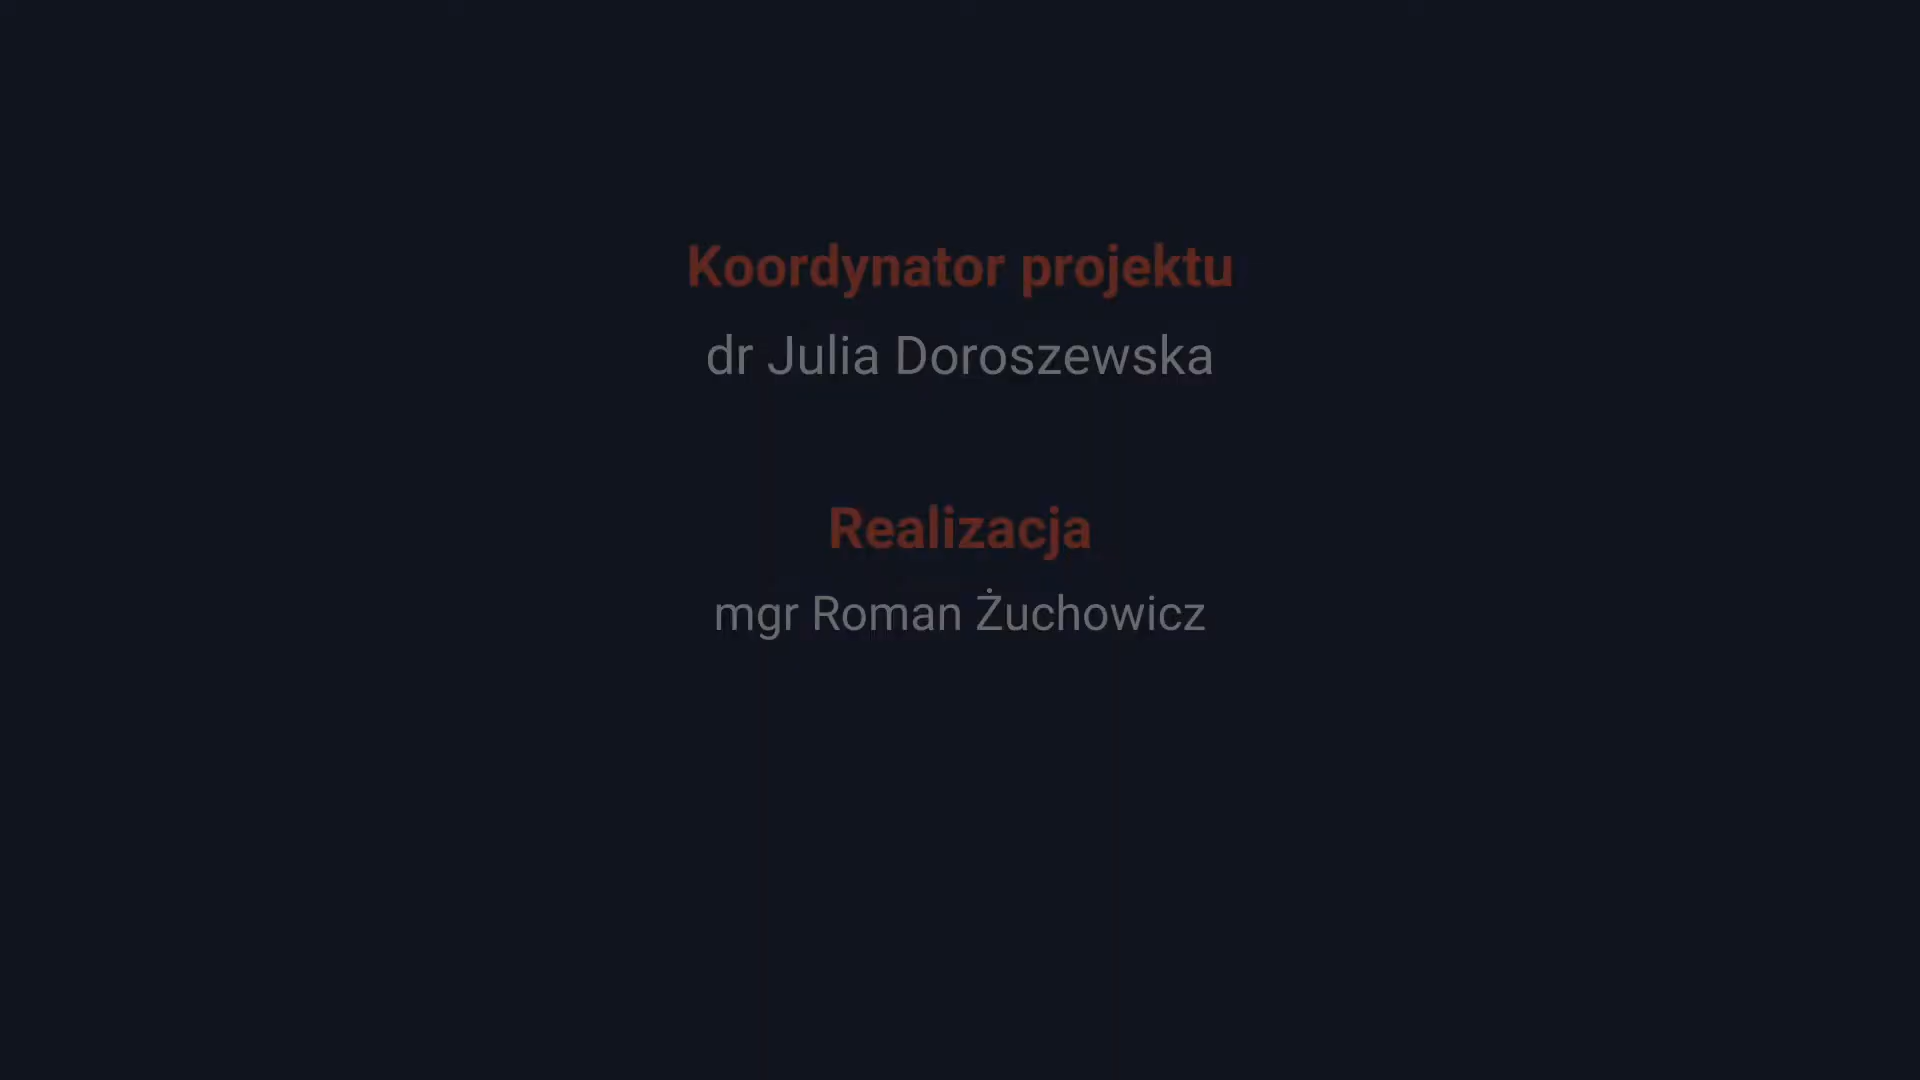 Koordynator projektu
dr Julia Doroszewska
Realizacja
mgr Roman Żuchowicz